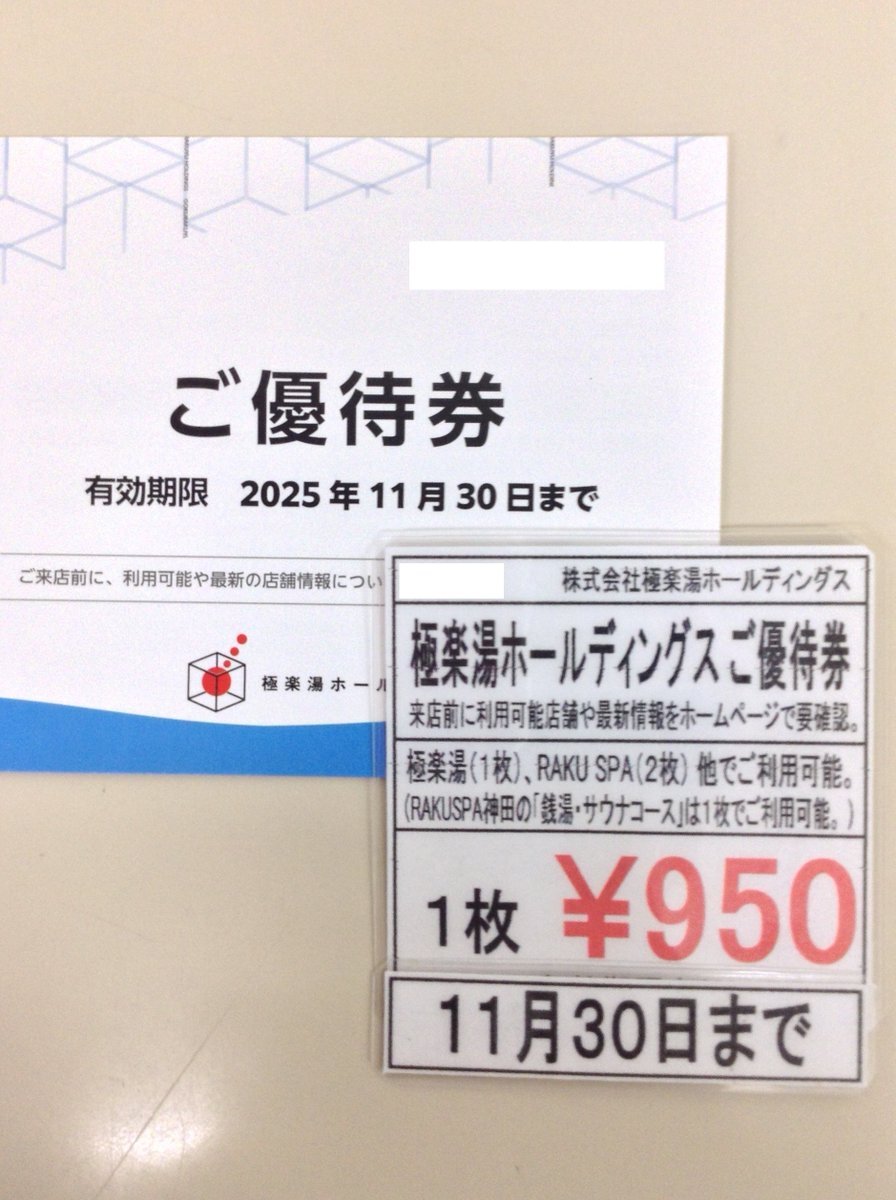 ご優待券
有効期限 2025年11月30日まで
ご来店前に、利用可能や最新の店舗情報につい
極楽湯ホール
株式会社極楽湯ホールディングス
極楽湯ホールディングス ご優待券
来店前に利用可能店舗や最新情報をホームページで要確認。
極楽湯(1枚)、RAKU SPA(2枚) 他でご利用可能。
(RAKUSPA神田の「銭湯・サウナコース」は1枚でご利用可能。)
1枚 ¥950
11月30日まで